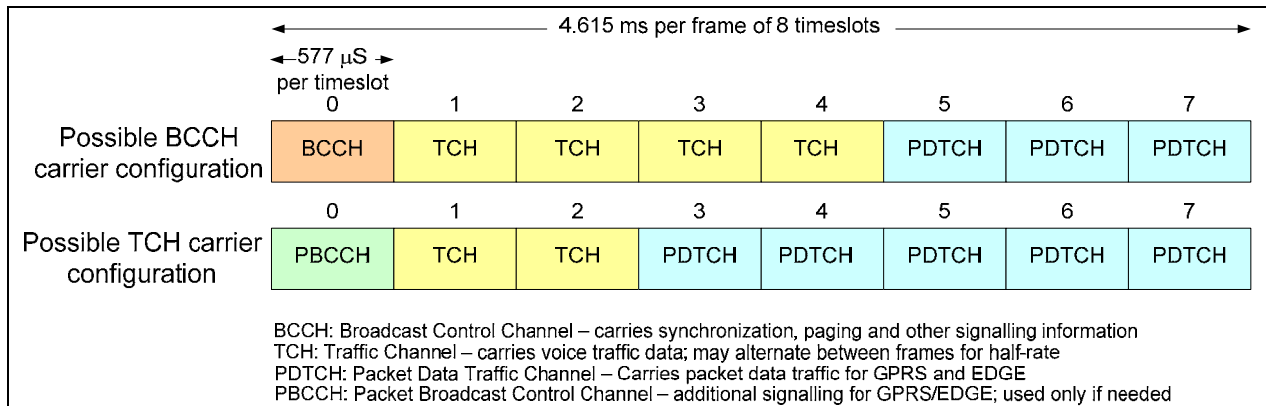 4.615 ms per frame of 8 timeslots
577 μS
per timeslot
0 1 2 3 4 5 6 7
Possible BCCH
carrier configuration
BCCH TCH TCH TCH TCH PDTCH PDTCH PDTCH
0 1 2 3 4 5 6 7
Possible TCH carrier
configuration
PBCCH TCH TCH PDTCH PDTCH PDTCH PDTCH PDTCH
BCCH: Broadcast Control Channel – carries synchronization, paging and other signalling information
TCH: Traffic Channel – carries voice traffic data; may alternate between frames for half-rate
PDTCH: Packet Data Traffic Channel – Carries packet data traffic for GPRS and EDGE
PBCCH: Packet Broadcast Control Channel – additional signalling for GPRS/EDGE; used only if needed